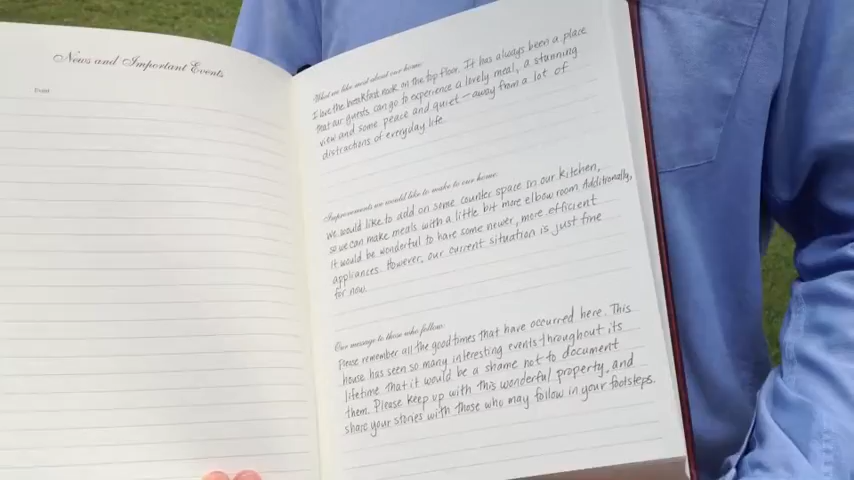 News and Important Events
Date
What we like most about our home:
I love the breakfast nook on the top floor. It has always been a place
that our guests can go to experience a lovely meal, a stunning
view and some peace and quiet — away from a lot of
distractions of everyday life.
Improvements we would like to make to our home:
We would like to add on some counter space in our kitchen,
so we can make meals with a little bit more elbow room. Additionally,
it would be wonderful to have some newer, more efficient
appliances. However, our current situation is just fine
for now.
Our message to those who follow:
Please remember all the good times that have occurred here. This
house has seen so many interesting events throughout its
lifetime that it would be a shame not to document
them. Please keep up with this wonderful property, and
share your stories with those who may follow in your footsteps.